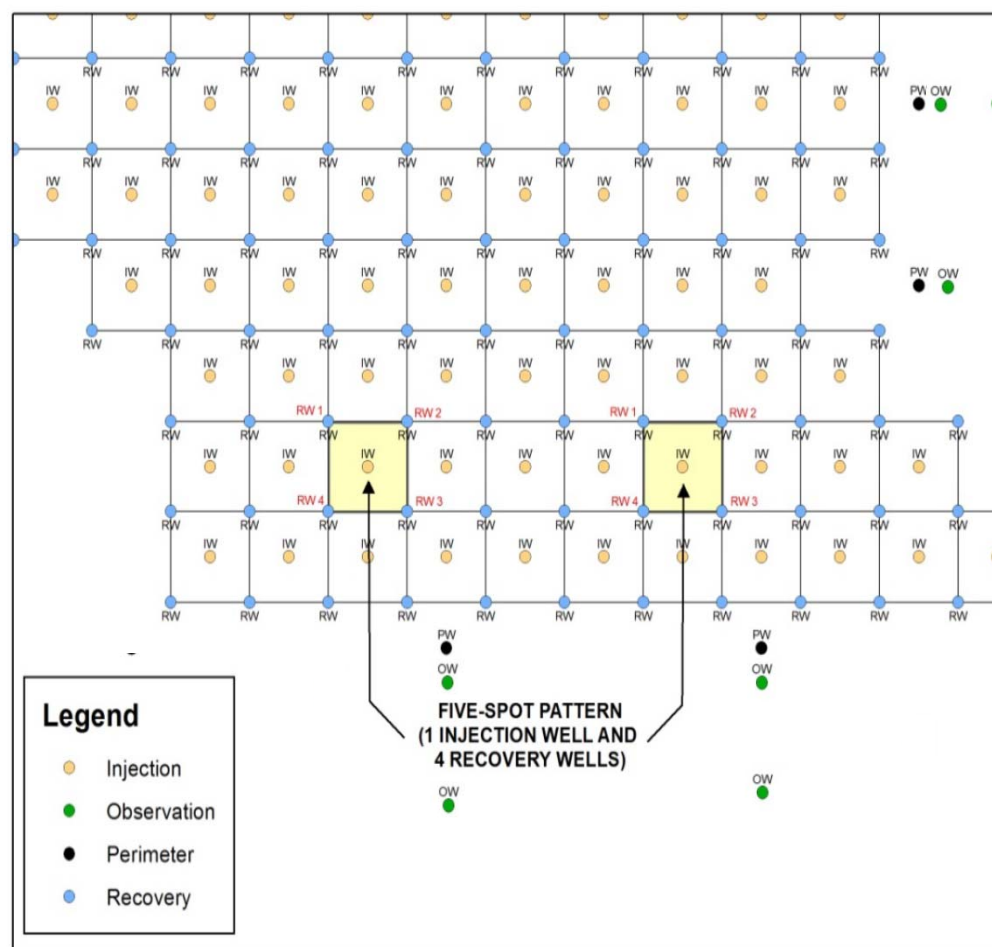 RW RW RW RW RW RW RW RW RW RW RW
IW IW IW IW IW IW IW IW IW IW IW PW OW
RW RW RW RW RW RW RW RW RW RW RW
IW IW IW IW IW IW IW IW IW IW IW
RW RW RW RW RW RW RW RW RW RW RW
IW IW IW IW IW IW IW IW IW PW OW
RW RW RW RW RW RW RW RW RW RW RW
IW IW IW IW IW IW IW IW IW
RW 1 RW 2 RW 1 RW 2
RW RW RW RW RW RW RW RW RW RW RW
IW IW IW IW IW IW IW IW IW IW
RW 4 RW 3 RW 4 RW 3
RW RW RW RW RW RW RW RW RW RW RW
IW IW IW IW IW IW IW IW IW IW
RW RW RW RW RW RW RW RW RW RW RW
PW PW
OW OW
FIVE-SPOT PATTERN
(1 INJECTION WELL AND
4 RECOVERY WELLS)
OW OW
Legend
Injection
Observation
Perimeter
Recovery